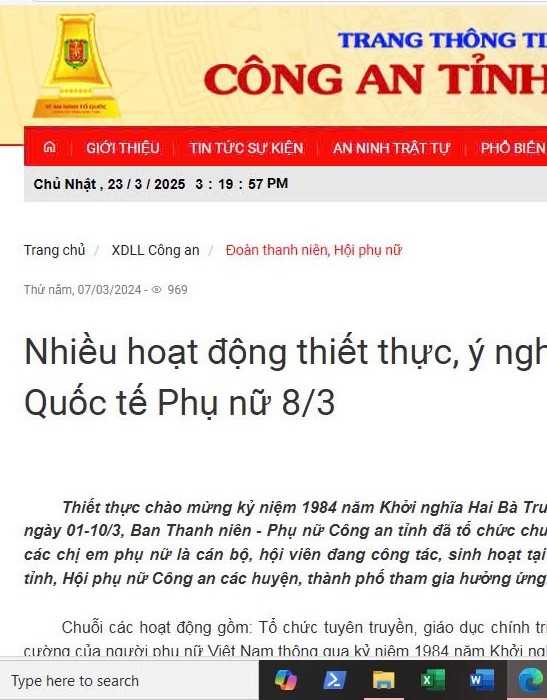 TRANG THÔNG TI
CÔNG AN TỈNH
VÌ AN NINH TỔ QUỐC
GIỚI THIỆU TIN TỨC SỰ KIỆN AN NINH TRẬT TỰ PHỔ BIẾN
Chủ Nhật , 23 / 3 / 2025 3 : 19 : 57 PM
Trang chủ / XDLL Công an / Đoàn thanh niên, Hội phụ nữ
Thứ năm, 07/03/2024 - 969
Nhiều hoạt động thiết thực, ý ngh
Quốc tế Phụ nữ 8/3
Thiết thực chào mừng kỷ niệm 1984 năm Khởi nghĩa Hai Bà Tru
ngày 01-10/3, Ban Thanh niên - Phụ nữ Công an tỉnh đã tổ chức chu
các chị em phụ nữ là cán bộ, hội viên đang công tác, sinh hoạt tại
tỉnh, Hội phụ nữ Công an các huyện, thành phố tham gia hưởng ứng
Chuỗi các hoạt động gồm: Tổ chức tuyên truyền, giáo dục chính trị
cường của người phụ nữ Việt Nam thông qua kỷ niệm 1984 năm Khởi ngh
Type here to search